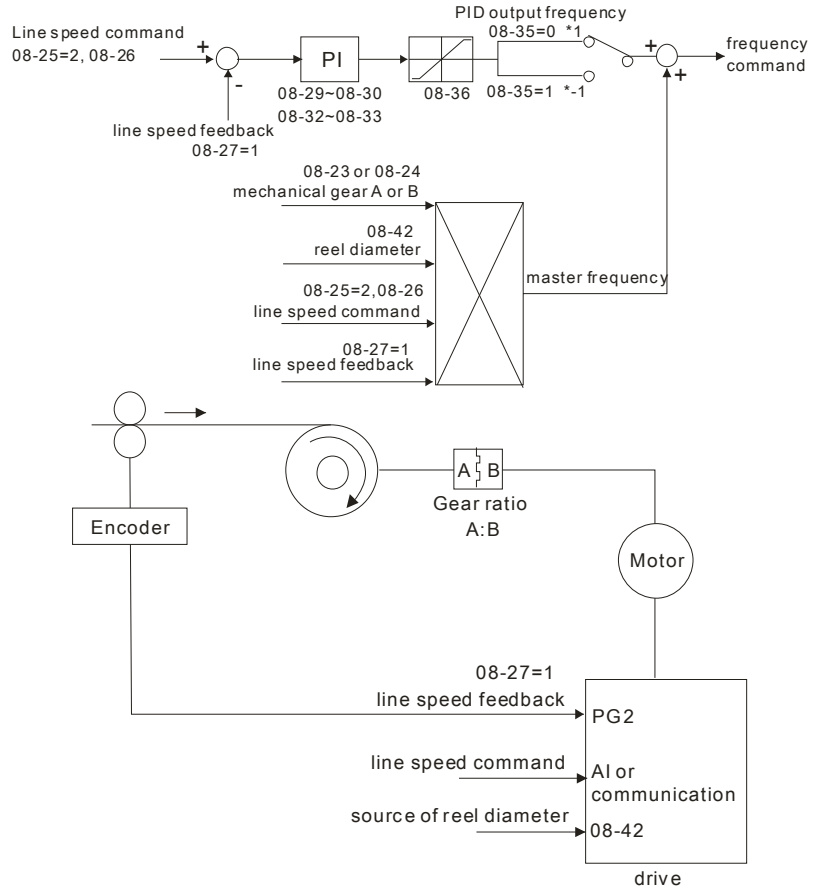 PID output frequency
Line speed command
08-25=2, 08-26
+
-
PI
08-29~08-30
08-32~08-33
08-36
08-35=0 *1
08-35=1 *-1
+
+
frequency
command
line speed feedback
08-27=1
08-23 or 08-24
mechanical gear A or B
08-42
reel diameter
08-25=2,08-26
line speed command
08-27=1
line speed feedback
master frequency
Encoder
A B
Gear ratio
A:B
Motor
08-27=1
line speed feedback
PG2
line speed command
AI or
communication
source of reel diameter
08-42
drive